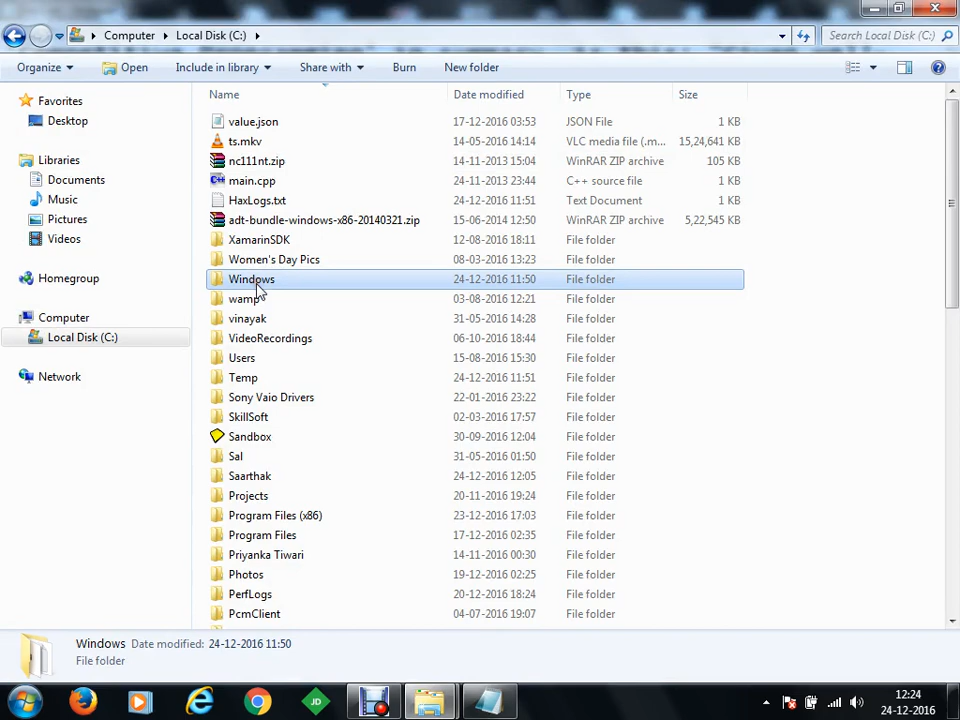 Computer ▸ Local Disk (C:) ▸
Search Local Disk (C:)
Organize Open Include in library Share with Burn New folder
Name Date modified Type Size
Favorites
Desktop
Libraries
Documents
Music
Pictures
Videos
Homegroup
Computer
Local Disk (C:)
Network
value.json 17-12-2016 03:53 JSON File 1 KB
ts.mkv 14-05-2016 14:14 VLC media file (.m... 15,24,641 KB
nc111nt.zip 14-11-2013 15:04 WinRAR ZIP archive 105 KB
main.cpp 24-11-2013 23:44 C++ source file 1 KB
HaxLogs.txt 24-12-2016 11:51 Text Document 1 KB
adt-bundle-windows-x86-20140321.zip 15-06-2014 12:50 WinRAR ZIP archive 5,22,545 KB
XamarinSDK 12-08-2016 18:11 File folder
Women's Day Pics 08-03-2016 13:23 File folder
Windows 24-12-2016 11:50 File folder
wamp 03-08-2016 12:21 File folder
vinayak 31-05-2016 14:28 File folder
VideoRecordings 06-10-2016 18:44 File folder
Users 15-08-2016 15:30 File folder
Temp 24-12-2016 11:51 File folder
Sony Vaio Drivers 22-01-2016 23:22 File folder
SkillSoft 02-03-2016 17:57 File folder
Sandbox 30-09-2016 12:04 File folder
Sal 31-05-2016 01:50 File folder
Saarthak 24-12-2016 12:05 File folder
Projects 20-11-2016 19:24 File folder
Program Files (x86) 23-12-2016 17:03 File folder
Program Files 17-12-2016 02:35 File folder
Priyanka Tiwari 14-11-2016 00:30 File folder
Photos 19-12-2016 02:25 File folder
PerfLogs 20-12-2016 18:24 File folder
PcmClient 04-07-2016 19:07 File folder
Windows Date modified: 24-12-2016 11:50
File folder
JD
12:24
24-12-2016